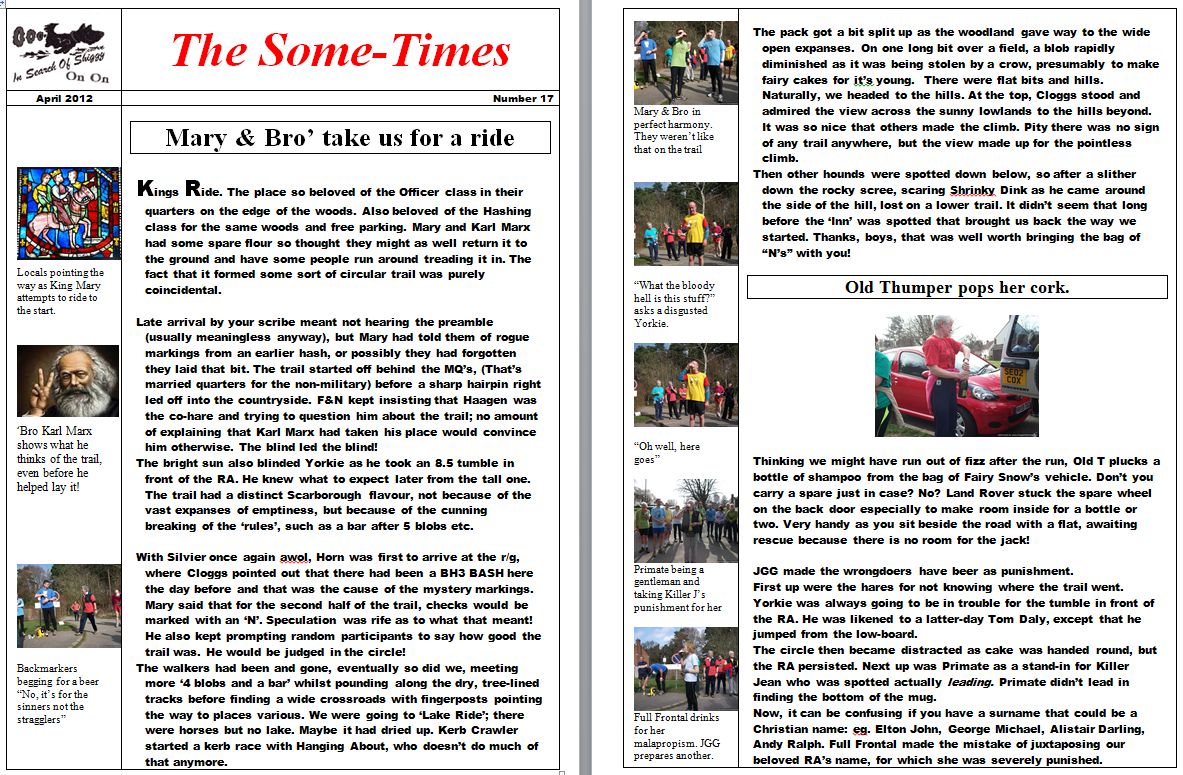 In Search Of Shiggy
On On
The Some-Times
April 2012
Number 17
Mary & Bro’ take us for a ride
Locals pointing the
way as King Mary
attempts to ride to
the start.
‘Bro Karl Marx
shows what he
thinks of the trail,
even before he
helped lay it!
Backmarkers
begging for a beer
“No, it’s for the
sinners not the
stragglers”
Kings Ride. The place so beloved of the Officer class in their
quarters on the edge of the woods. Also beloved of the Hashing
class for the same woods and free parking. Mary and Karl Marx
had some spare flour so thought they might as well return it to
the ground and have some people run around treading it in. The
fact that it formed some sort of circular trail was purely
coincidental.
Late arrival by your scribe meant not hearing the preamble
(usually meaningless anyway), but Mary had told them of rogue
markings from an earlier hash, or possibly they had forgotten
they laid that bit. The trail started off behind the MQ’s, (That’s
married quarters for the non-military) before a sharp hairpin right
led off into the countryside. F&N kept insisting that Haagen was
the co-hare and trying to question him about the trail; no amount
of explaining that Karl Marx had taken his place would convince
him otherwise. The blind led the blind!
The bright sun also blinded Yorkie as he took an 8.5 tumble in
front of the RA. He knew what to expect later from the tall one.
The trail had a distinct Scarborough flavour, not because of the
vast expanses of emptiness, but because of the cunning
breaking of the ‘rules’, such as a bar after 5 blobs etc.
With Silvier once again awol, Horn was first to arrive at the r/g,
where Cloggs pointed out that there had been a BH3 BASH here
the day before and that was the cause of the mystery markings.
Mary said that for the second half of the trail, checks would be
marked with an ‘N’. Speculation was rife as to what that meant!
He also kept prompting random participants to say how good the
trail was. He would be judged in the circle!
The walkers had been and gone, eventually so did we, meeting
more ‘4 blobs and a bar’ whilst pounding along the dry, tree-lined
tracks before finding a wide crossroads with fingerposts pointing
the way to places various. We were going to ‘Lake Ride’; there
were horses but no lake. Maybe it had dried up. Kerb Crawler
started a kerb race with Hanging About, who doesn’t do much of
that anymore.
Mary & Bro in
perfect harmony.
They weren’t like
that on the trail
“What the bloody
hell is this stuff?”
asks a disgusted
Yorkie.
“Oh well, here
goes”
Primate being a
gentleman and
taking Killer J’s
punishment for her
Full Frontal drinks
for her
malapropism. JGG
prepares another.
The pack got a bit split up as the woodland gave way to the wide
open expanses. On one long bit over a field, a blob rapidly
diminished as it was being stolen by a crow, presumably to make
fairy cakes for it’s young. There were flat bits and hills.
Naturally, we headed to the hills. At the top, Cloggs stood and
admired the view across the sunny lowlands to the hills beyond.
It was so nice that others made the climb. Pity there was no sign
of any trail anywhere, but the view made up for the pointless
climb.
Then other hounds were spotted down below, so after a slither
down the rocky scree, scaring Shrinky Dink as he came around
the side of the hill, lost on a lower trail. It didn’t seem that long
before the ‘Inn’ was spotted that brought us back the way we
started. Thanks, boys, that was well worth bringing the bag of
“N’s” with you!
Old Thumper pops her cork.
SE02
COX
Thinking we might have run out of fizz after the run, Old T plucks a
bottle of shampoo from the bag of Fairy Snow’s vehicle. Don’t you
carry a spare just in case? No? Land Rover stuck the spare wheel
on the back door especially to make room inside for a bottle or
two. Very handy as you sit beside the road with a flat, awaiting
rescue because there is no room for the jack!
JGG made the wrongdoers have beer as punishment.
First up were the hares for not knowing where the trail went.
Yorkie was always going to be in trouble for the tumble in front of
the RA. He was likened to a latter-day Tom Daly, except that he
jumped from the low-board.
The circle then became distracted as cake was handed round, but
the RA persisted. Next up was Primate as a stand-in for Killer
Jean who was spotted actually leading. Primate didn’t lead in
finding the bottom of the mug.
Now, it can be confusing if you have a surname that could be a
Christian name: eg. Elton John, George Michael, Alistair Darling,
Andy Ralph. Full Frontal made the mistake of juxtaposing our
beloved RA’s name, for which she was severely punished.